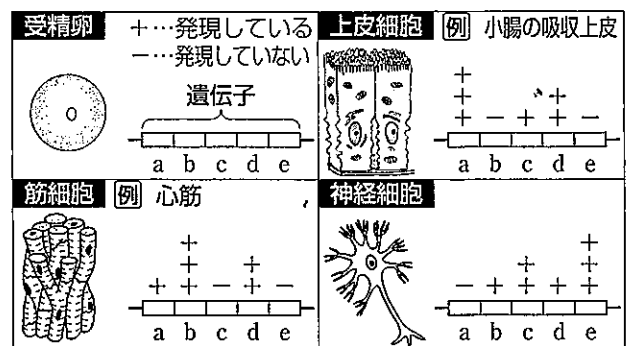 受精卵
+…発現している
−…発現していない
遺伝子
a b c d e
上皮細胞 例 小腸の吸収上皮
+
+ +
+ − + + −
a b c d e
筋細胞 例 心筋
+
+ +
+ + − + −
a b c d e
神経細胞
+
+ +
− + + + +
a b c d e